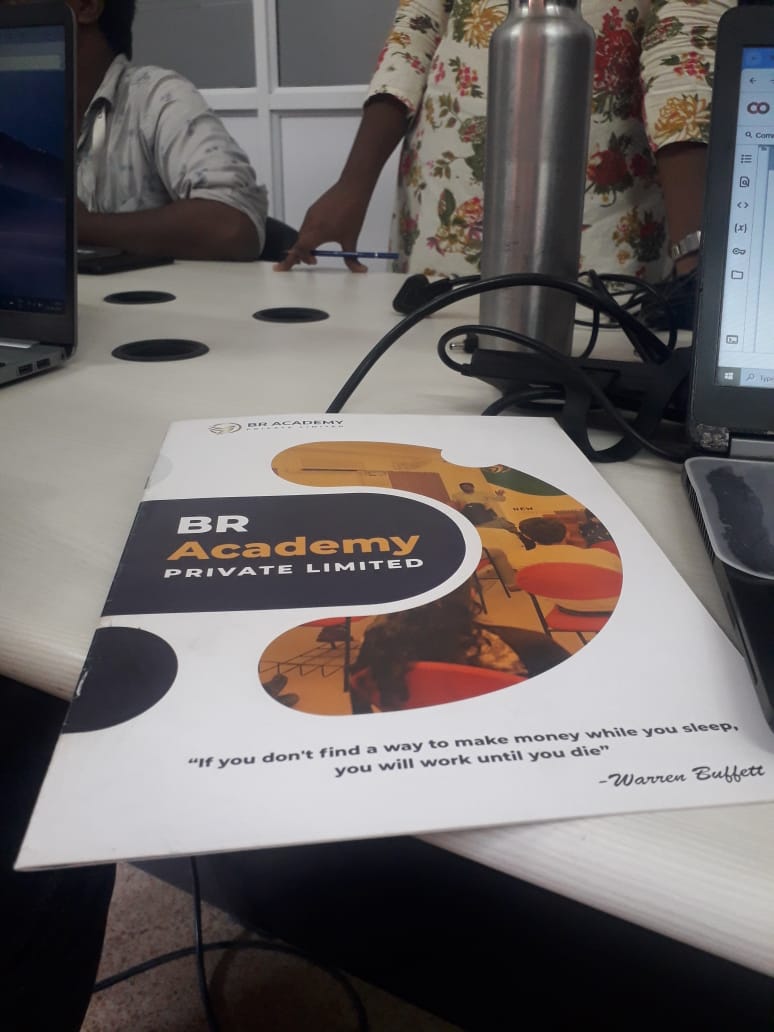 BR ACADEMY
PRIVATE LIMITED
NEW
BR
Academy
PRIVATE LIMITED
“If you don't find a way to make money while you sleep,
you will work until you die”
-Warren Buffett
{x}